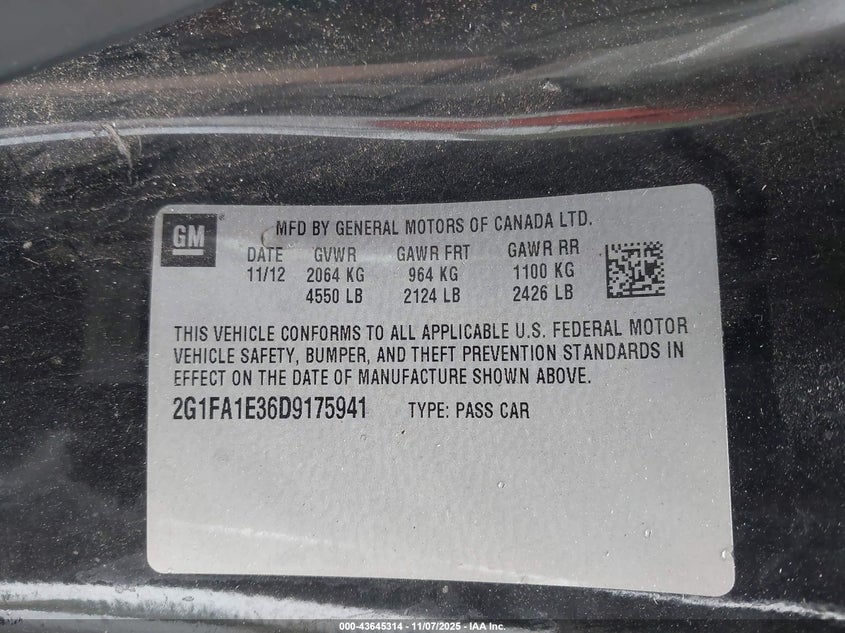 GM
MFD BY GENERAL MOTORS OF CANADA LTD.
DATE GVWR GAWR FRT GAWR RR
11/12 2064 KG 964 KG 1100 KG
4550 LB 2124 LB 2426 LB
THIS VEHICLE CONFORMS TO ALL APPLICABLE U.S. FEDERAL MOTOR
VEHICLE SAFETY, BUMPER, AND THEFT PREVENTION STANDARDS IN
EFFECT ON THE DATE OF MANUFACTURE SHOWN ABOVE.
2G1FA1E36D9175941 TYPE: PASS CAR
000-43645314 - 11/07/2025 - IAA Inc.